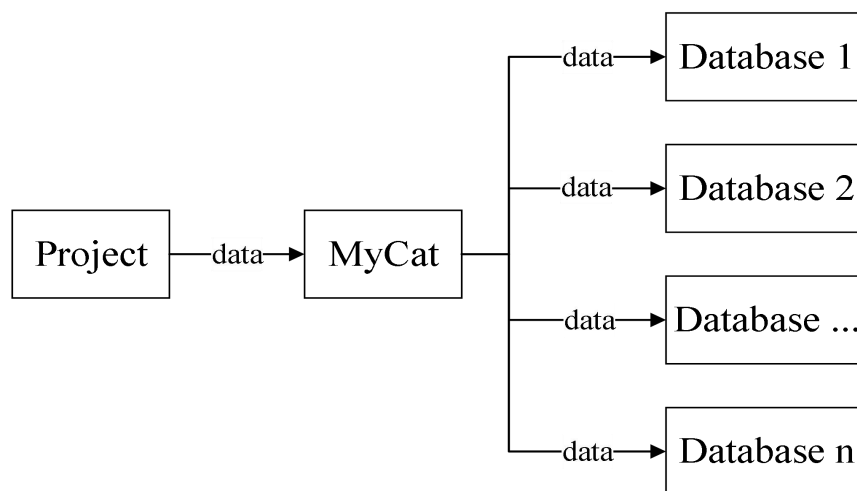 data
Database 1
data
Database 2
Project
data
MyCat
data
Database ...
data
Database n